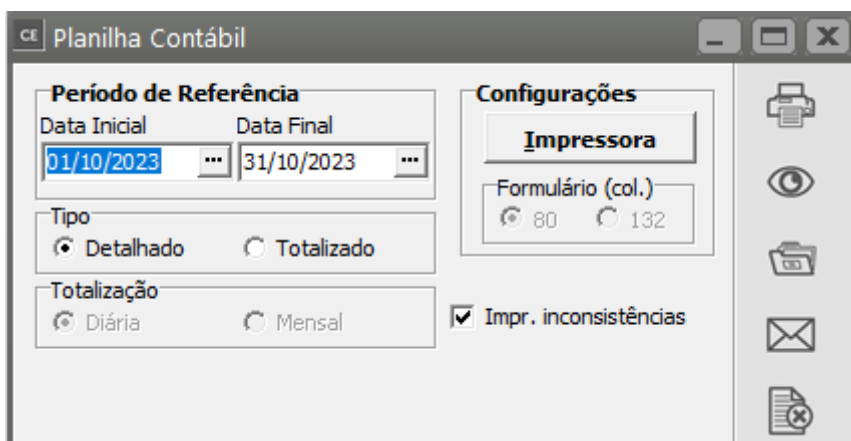 CE Planilha Contábil
Período de Referência
Data Inicial Data Final
01/10/2023 ... 31/10/2023 ...
Tipo
Detalhado Totalizado
Totalização
Diária Mensal
Configurações
Impressora
Formulário (col.)
80 132
Impr. inconsistências